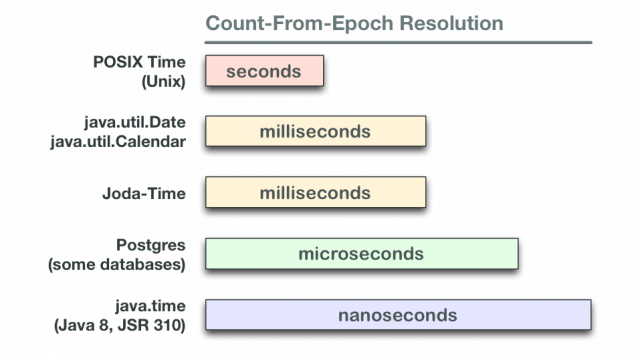 Count-From-Epoch Resolution
POSIX Time
(Unix)
seconds
java.util.Date
java.util.Calendar
milliseconds
Joda-Time
milliseconds
Postgres
(some databases)
microseconds
java.time
(Java 8, JSR 310)
nanoseconds